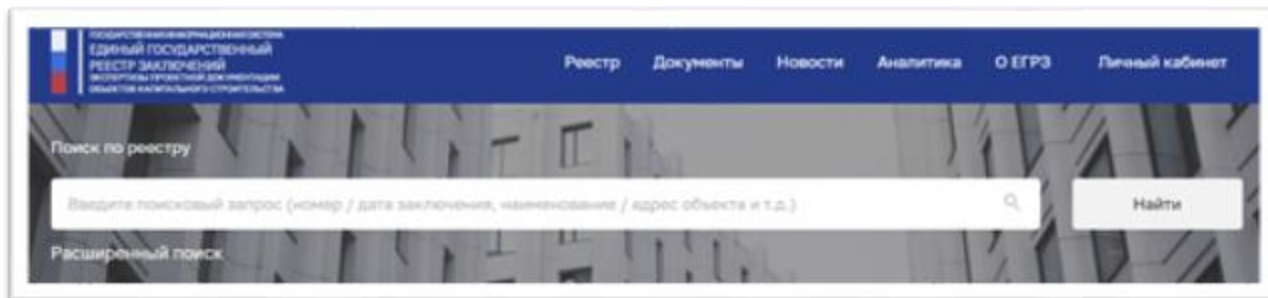 ГОСУДАРСТВЕННАЯ ИНФОРМАЦИОННАЯ СИСТЕМА
ЕДИНЫЙ ГОСУДАРСТВЕННЫЙ
РЕЕСТР ЗАКЛЮЧЕНИЙ
ЭКСПЕРТИЗЫ ПРОЕКТНОЙ ДОКУМЕНТАЦИИ
ОБЪЕКТОВ КАПИТАЛЬНОГО СТРОИТЕЛЬСТВА
Реестр Документы Новости Аналитика О ЕГРЗ Личный кабинет
Поиск по реестру
Введите поисковый запрос (номер / дата заключения, наименование / адрес объекта и т.д.)
Найти
Расширенный поиск